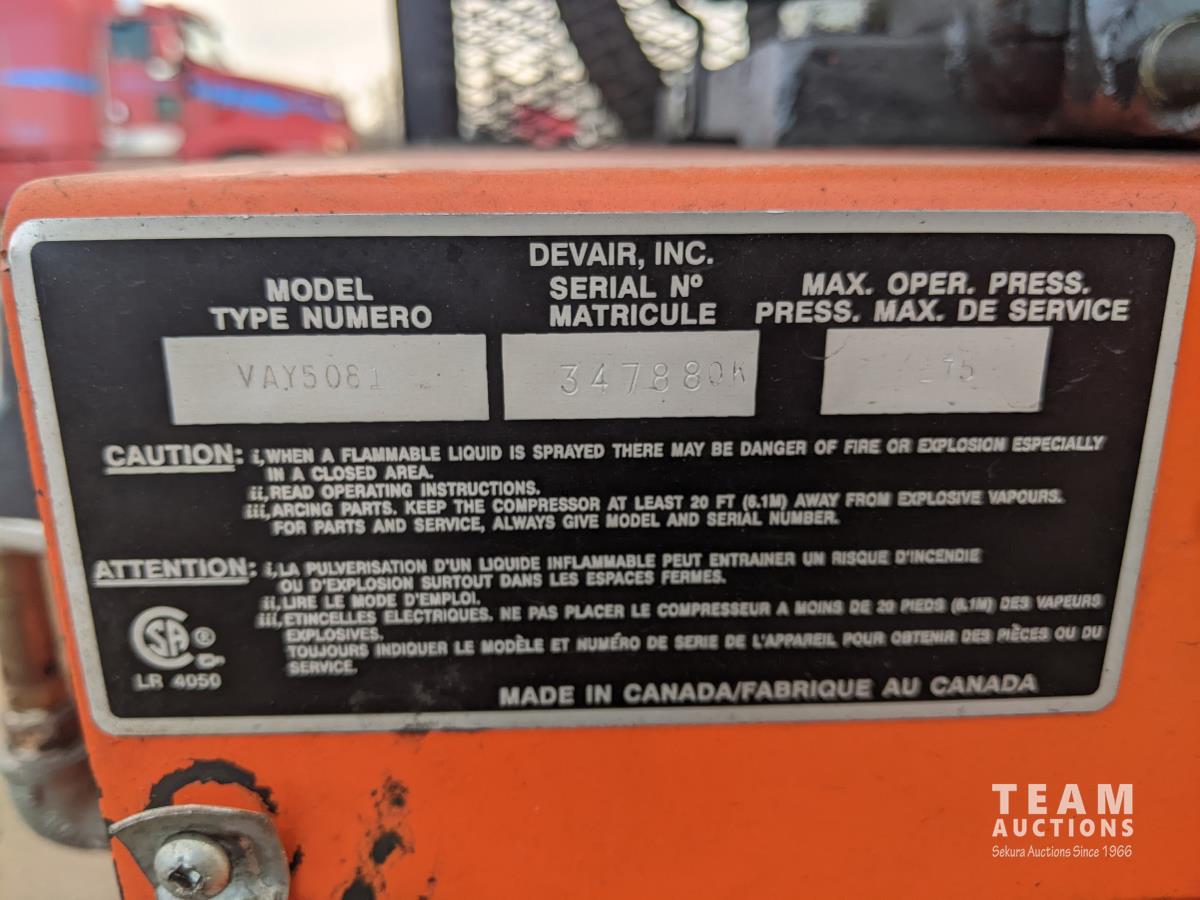 DEVAIR, INC.
MODEL
TYPE NUMERO
SERIAL Nº
MATRICULE
MAX. OPER. PRESS.
PRESS. MAX. DE SERVICE
VAY5081
347880K
CAUTION: i, WHEN A FLAMMABLE LIQUID IS SPRAYED THERE MAY BE DANGER OF FIRE OR EXPLOSION ESPECIALLY
IN A CLOSED AREA.
ii, READ OPERATING INSTRUCTIONS.
iii, ARCING PARTS. KEEP THE COMPRESSOR AT LEAST 20 FT (6.1M) AWAY FROM EXPLOSIVE VAPOURS.
FOR PARTS AND SERVICE, ALWAYS GIVE MODEL AND SERIAL NUMBER.
ATTENTION: i, LA PULVERISATION D'UN LIQUIDE INFLAMMABLE PEUT ENTRAINER UN RISQUE D'INCENDIE
OU D'EXPLOSION SURTOUT DANS LES ESPACES FERMES.
ii, LIRE LE MODE D'EMPLOI.
iii, ETINCELLES ELECTRIQUES. NE PAS PLACER LE COMPRESSEUR A MOINS DE 20 PIEDS (6.1M) DES VAPEURS
EXPLOSIVES.
TOUJOURS INDIQUER LE MODÈLE ET NUMÉRO DE SERIE DE L'APPAREIL POUR OBTENIR DES PIÈCES OU DU
SERVICE.
CSA ®
LR 4050
MADE IN CANADA/FABRIQUE AU CANADA
TEAM
AUCTIONS
Sekura Auctions Since 1966